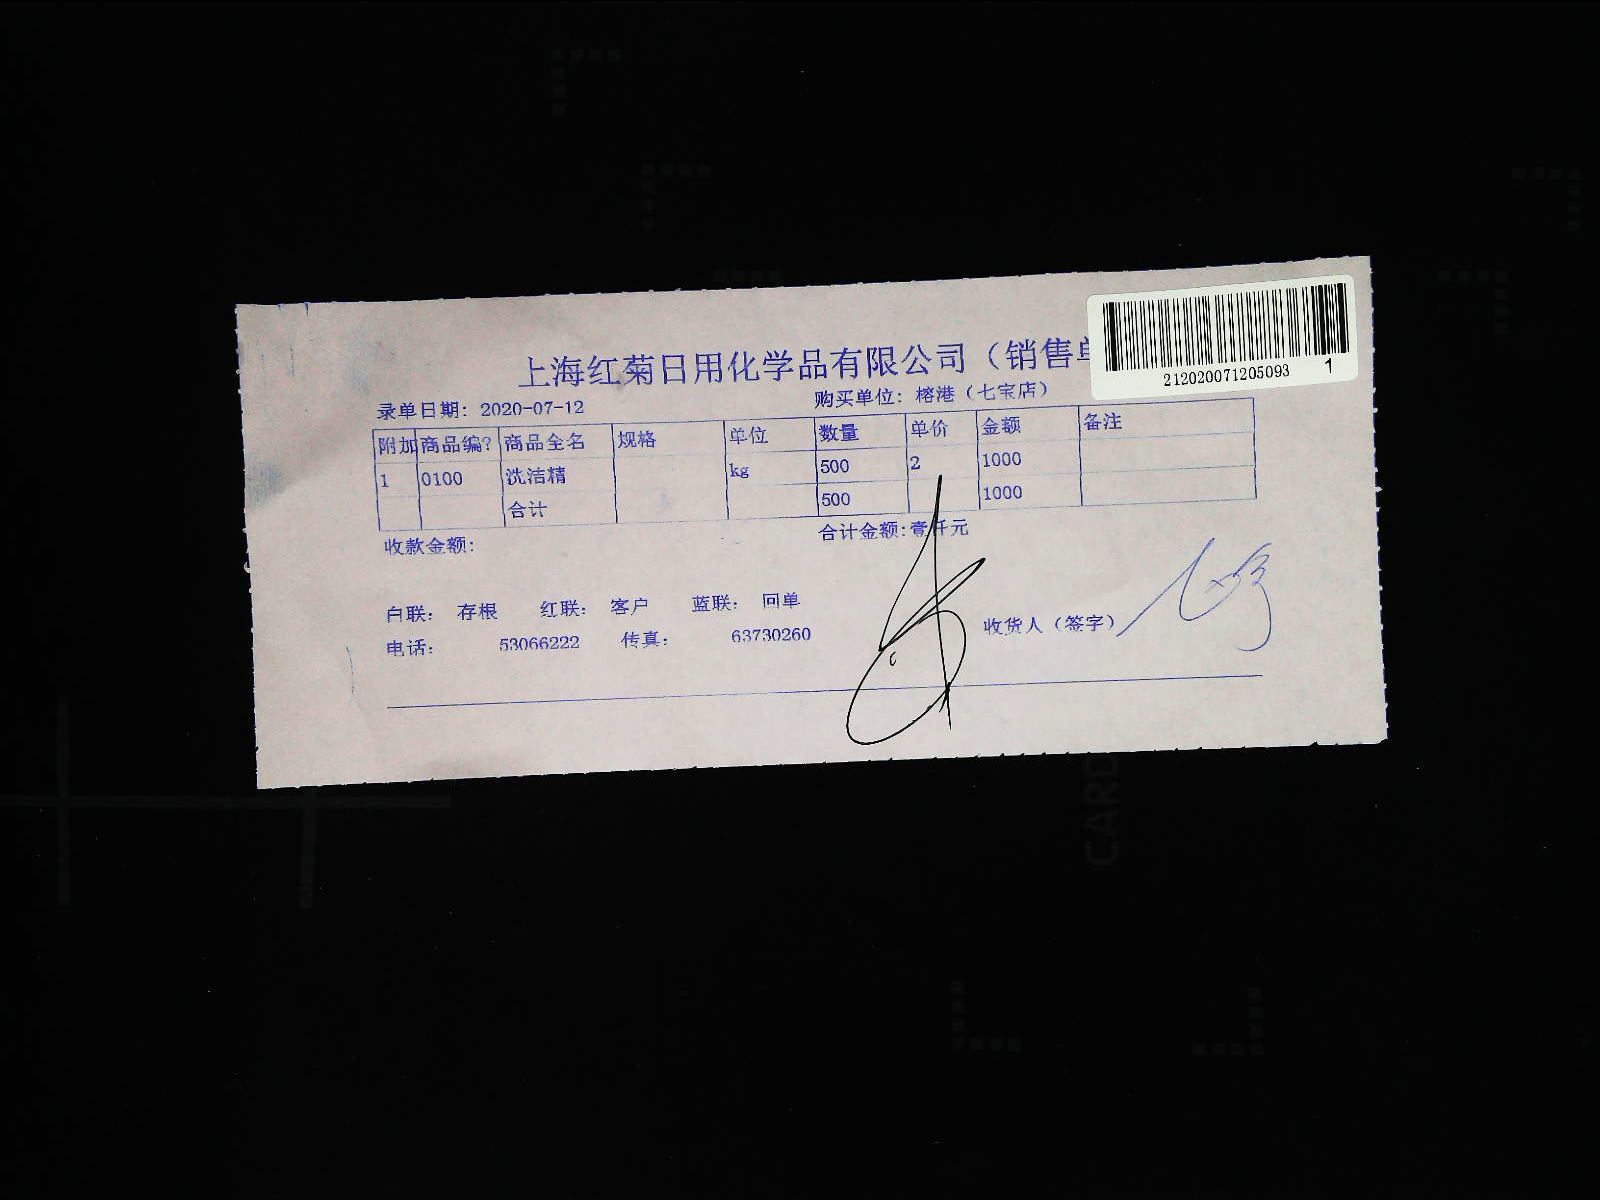 上海红菊日用化学品有限公司（销售单
212020071205093 1
录单日期: 2020-07-12 购买单位: 榕港（七宝店）
附加 商品编? 商品全名 规格 单位 数量 单价 金额 备注
1 0100 洗洁精 kg 500 2 1000
合计 500 1000
收款金额: 合计金额:壹仟元
白联: 存根 红联: 客户 蓝联: 回单
电话: 53066222 传真: 63730260 收货人（签字）
CARD